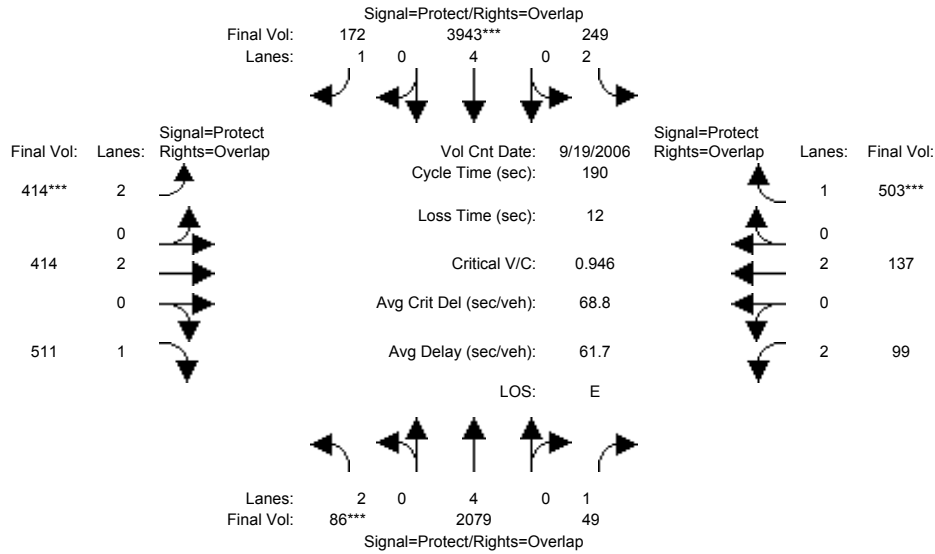 Signal=Protect/Rights=Overlap
Final Vol: 172 3943*** 249
Lanes: 1 0 4 0 2
Signal=Protect Signal=Protect
Final Vol: Lanes: Rights=Overlap Vol Cnt Date: 9/19/2006 Rights=Overlap Lanes: Final Vol:
Cycle Time (sec): 190
414*** 2 1 503***
Loss Time (sec): 12
0 0
414 2 Critical V/C: 0.946 2 137
0 Avg Crit Del (sec/veh): 68.8 0
511 1 Avg Delay (sec/veh): 61.7 2 99
LOS: E
Lanes: 2 0 4 0 1
Final Vol: 86*** 2079 49
Signal=Protect/Rights=Overlap